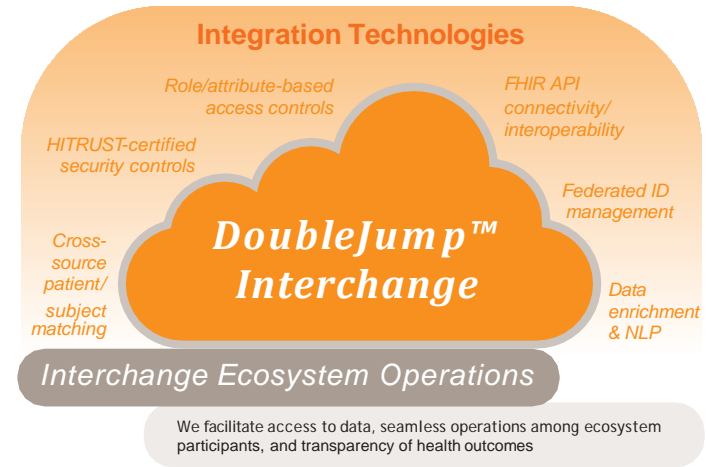 Integration Technologies
Role/attribute-based
access controls
FHIR API
connectivity/
interoperability
HITRUST-certified
security controls
Federated ID
management
Cross-
source
patient/
subject
matching
DoubleJump™
Interchange
Data
enrichment
& NLP
Interchange Ecosystem Operations
We facilitate access to data, seamless operations among ecosystem
participants, and transparency of health outcomes